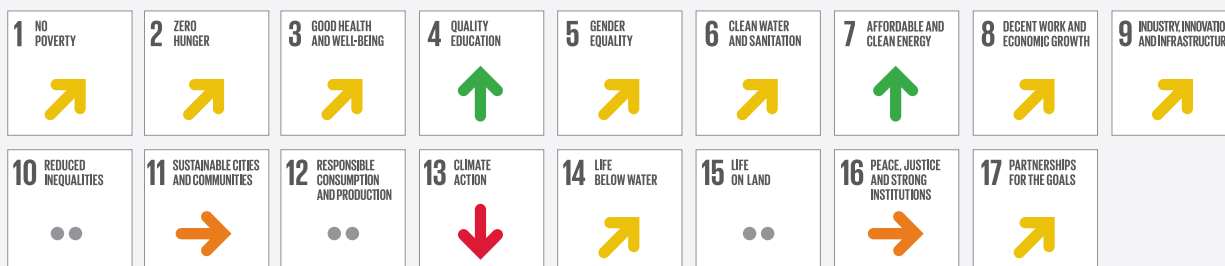 1 NO
POVERTY
2 ZERO
HUNGER
3 GOOD HEALTH
AND WELL-BEING
4 QUALITY
EDUCATION
5 GENDER
EQUALITY
6 CLEAN WATER
AND SANITATION
7 AFFORDABLE AND
CLEAN ENERGY
8 DECENT WORK AND
ECONOMIC GROWTH
9 INDUSTRY, INNOVATIO
AND INFRASTRUCTUR
10 REDUCED
INEQUALITIES
11 SUSTAINABLE CITIES
AND COMMUNITIES
12 RESPONSIBLE
CONSUMPTION
AND PRODUCTION
13 CLIMATE
ACTION
14 LIFE
BELOW WATER
15 LIFE
ON LAND
16 PEACE, JUSTICE
AND STRONG
INSTITUTIONS
17 PARTNERSHIPS
FOR THE GOALS